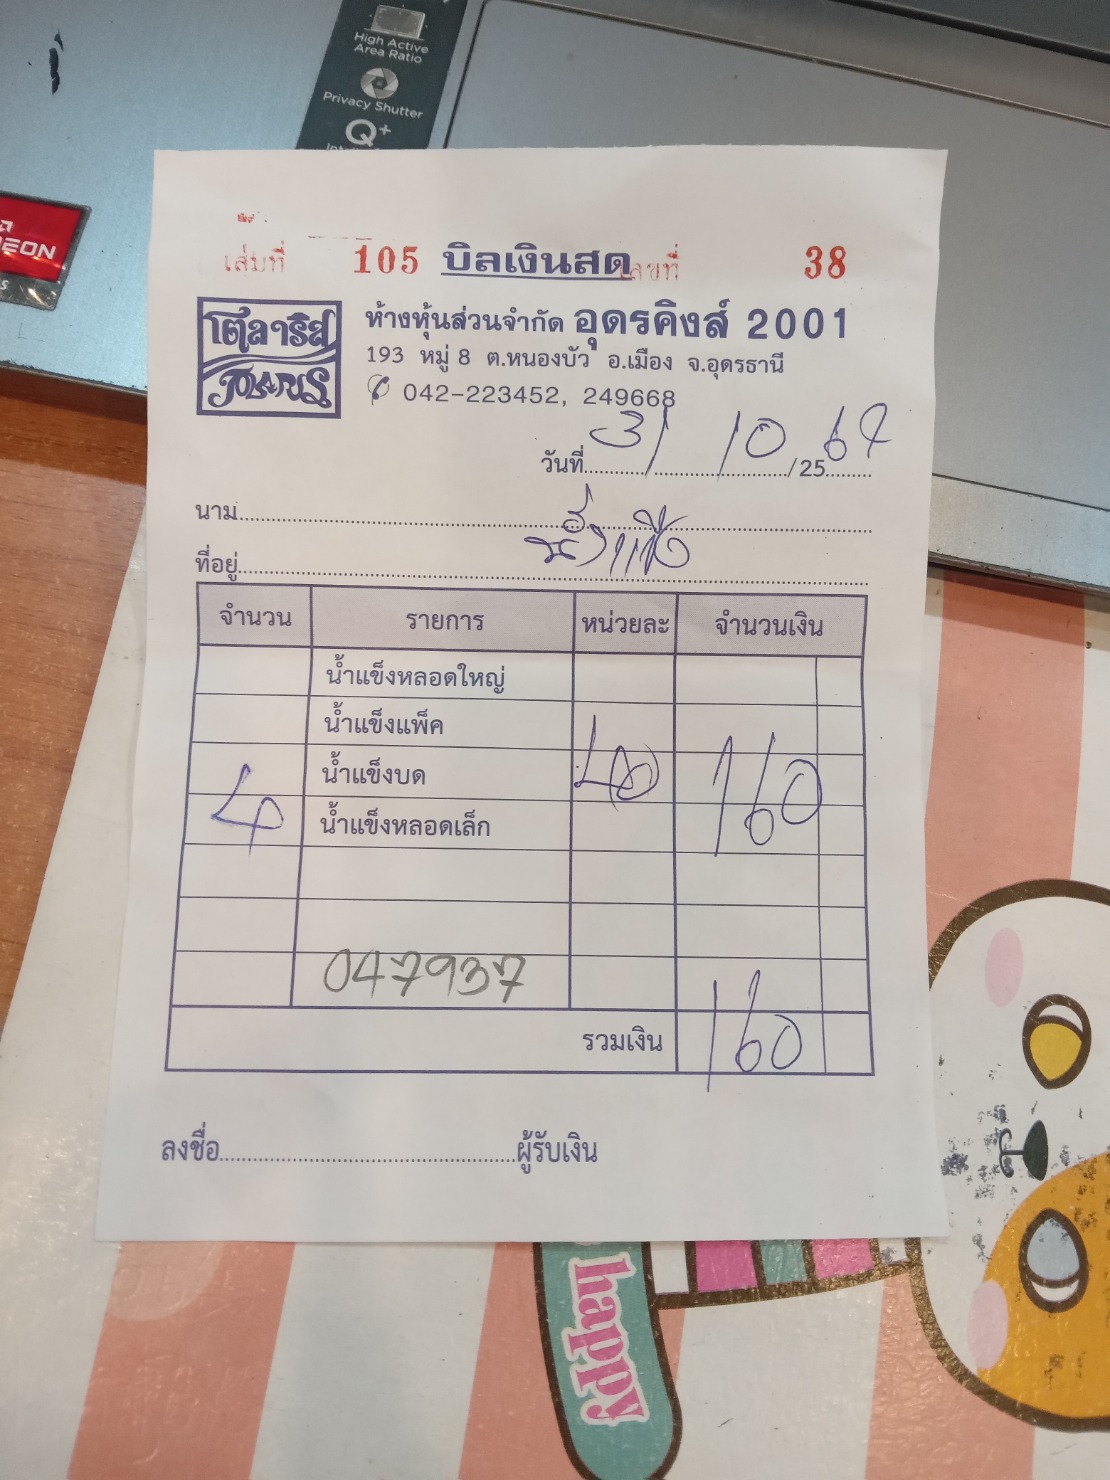 High Active
Area Ratio
Privacy Shutter
Q+
EON
เล่มที่ 105 บิลเงินสด เลขที่ 38
โตลาริส
POLARIS
ห้างหุ้นส่วนจำกัด อุดรคิงส์ 2001
193 หมู่ 8 ต.หนองบัว อ.เมือง จ.อุดรธานี
042-223452, 249668
วันที่ 31 / 10 /2567
นาม
ที่อยู่
จำนวน รายการ หน่วยละ จำนวนเงิน
น้ำแข็งหลอดใหญ่
น้ำแข็งแพ็ค
น้ำแข็งบด
4 น้ำแข็งหลอดเล็ก 40 160
047937
รวมเงิน 160
ลงชื่อ ผู้รับเงิน
happy